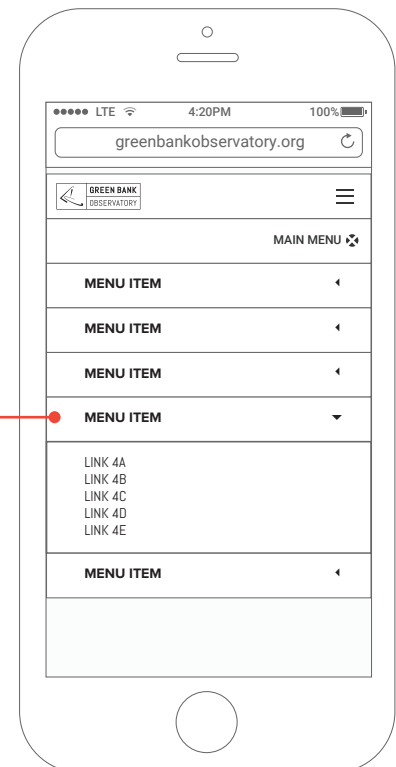 LTE 4:20PM 100%
greenbankobservatory.org
GREEN BANK
OBSERVATORY
MAIN MENU
MENU ITEM
MENU ITEM
MENU ITEM
MENU ITEM
LINK 4A
LINK 4B
LINK 4C
LINK 4D
LINK 4E
MENU ITEM